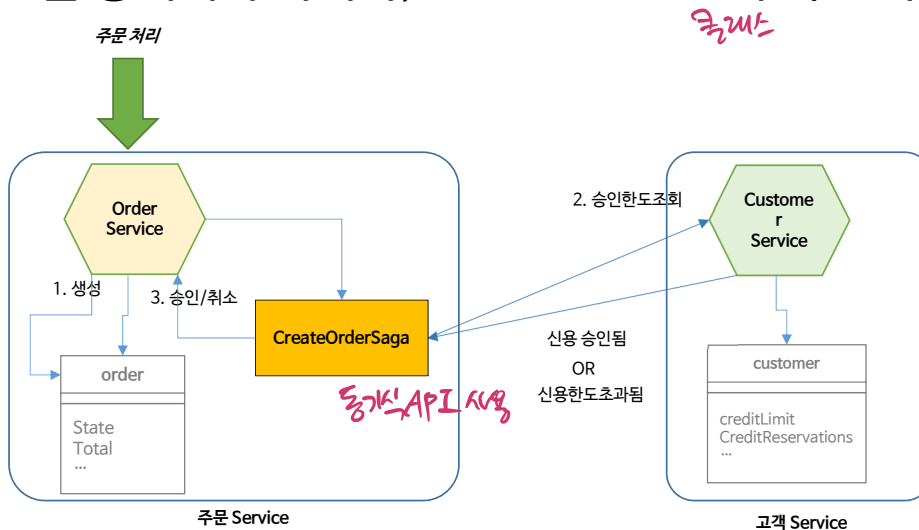 클래스
주문 처리
Order
Service
2. 승인한도조회
Custome
r
Service
1. 생성
3. 승인/취소
CreateOrderSaga
신용 승인됨
OR
신용한도초과됨
order
State
Total
...
동기식 API 사용
customer
creditLimit
CreditReservations
...
주문 Service
고객 Service